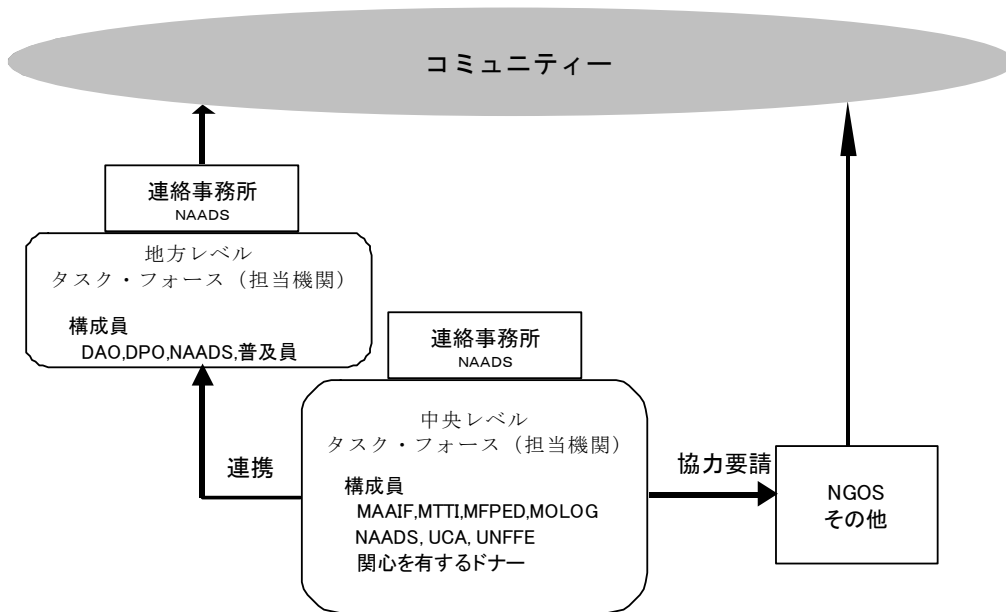 コミュニティー
連絡事務所
NAADS
地方レベル
タスク・フォース（担当機関）
構成員
DAO,DPO,NAADS,普及員
連絡事務所
NAADS
中央レベル
タスク・フォース（担当機関）
構成員
MAAIF,MTTI,MFPED,MOLOG
NAADS, UCA, UNFFE
関心を有するドナー
連携
協力要請
NGOS
その他